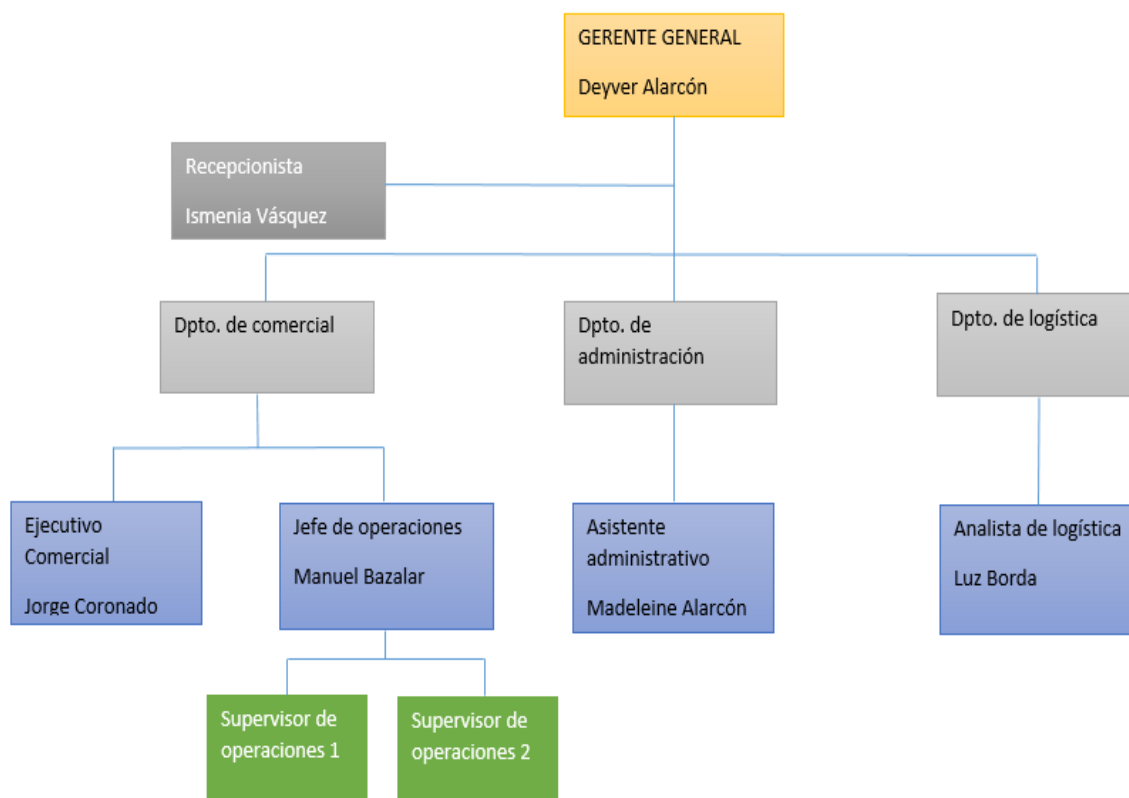 GERENTE GENERAL
Deyver Alarcón
Recepcionista
Ismenia Vásquez
Dpto. de comercial
Dpto. de
administración
Dpto. de logística
Ejecutivo
Comercial
Jorge Coronado
Jefe de operaciones
Manuel Bazalar
Asistente
administrativo
Madeleine Alarcón
Analista de logística
Luz Borda
Supervisor de
operaciones 1
Supervisor de
operaciones 2